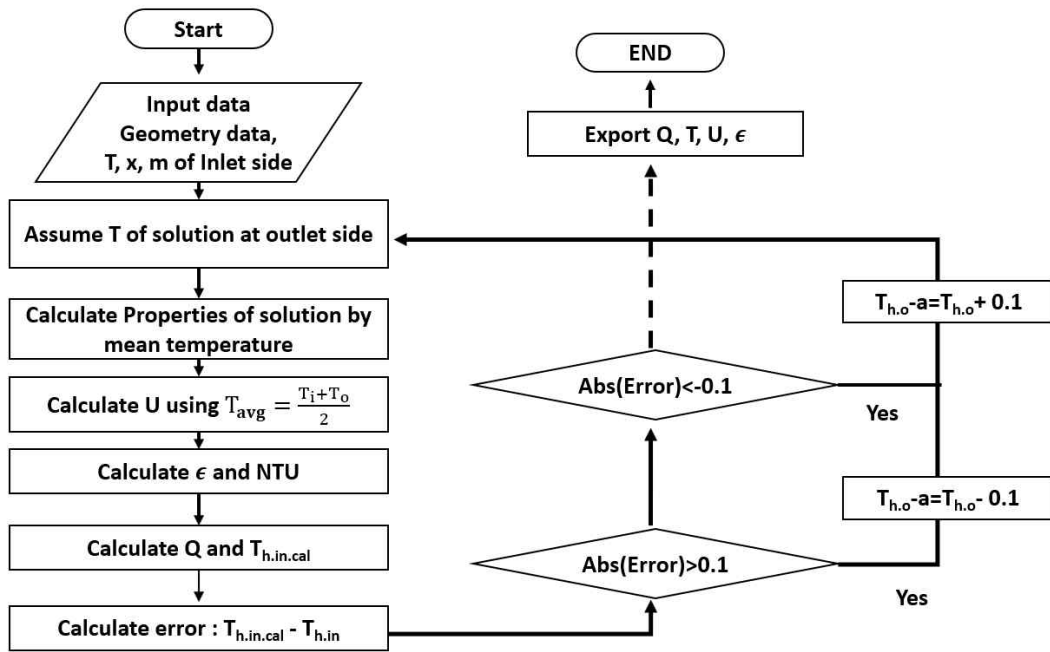 Start
Input data
Geometry data,
T, x, m of Inlet side
Assume T of solution at outlet side
Calculate Properties of solution by
mean temperature
Calculate U using T_avg = (T_i+T_o)/2
Calculate ϵ and NTU
Calculate Q and T_h.in.cal
Calculate error : T_h.in.cal - T_h.in
Abs(Error)>0.1
Yes
T_h.o-a=T_h.o- 0.1
Abs(Error)<-0.1
Yes
T_h.o-a=T_h.o+ 0.1
Export Q, T, U, ϵ
END